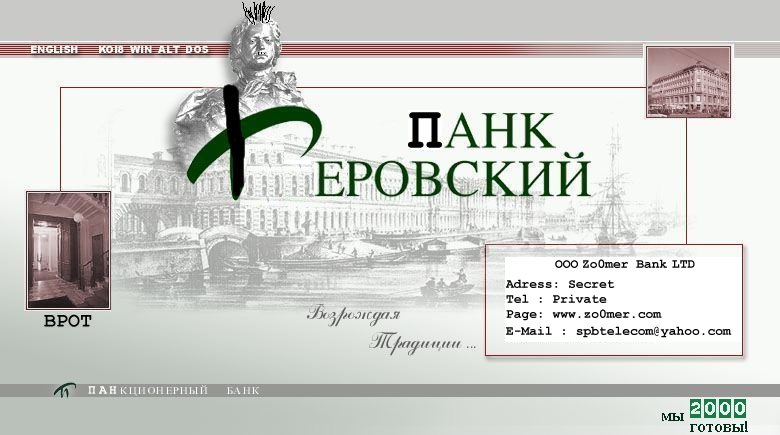 ENGLISH KOI8 WIN ALT DOS
ПАНК
ЕРОВСКИЙ
OOO Zo0mer Bank LTD
Adress: Secret
Tel : Private
Page: www.zo0mer.com
E-Mail : spbtelecom@yahoo.com
ВРОТ
Возрождая
Традиции ...
ПАНКЦИОНЕРНЫЙ БАНК
МЫ 2000
ГОТОВЫ!